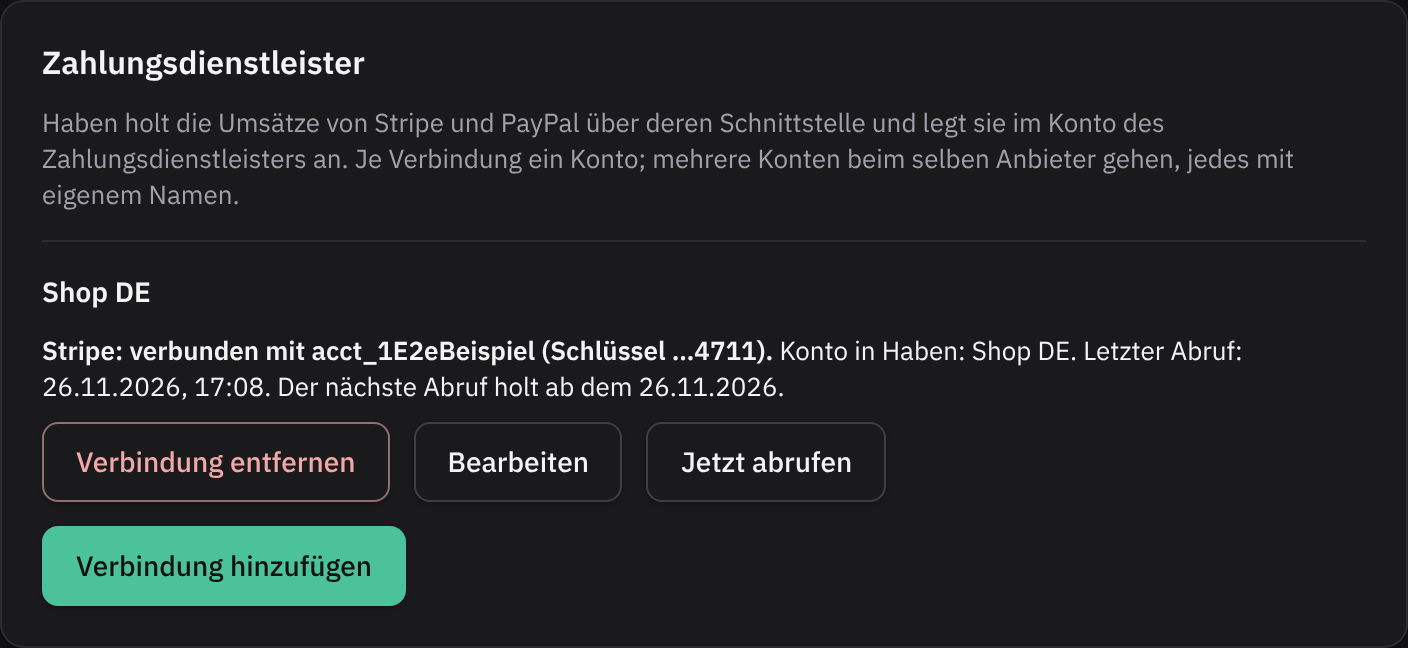 Zahlungsdienstleister
Haben holt die Umsätze von Stripe und PayPal über deren Schnittstelle und legt sie im Konto des
Zahlungsdienstleisters an. Je Verbindung ein Konto; mehrere Konten beim selben Anbieter gehen, jedes mit
eigenem Namen.
Shop DE
Stripe: verbunden mit acct_1E2eBeispiel (Schlüssel …4711). Konto in Haben: Shop DE. Letzter Abruf:
26.11.2026, 17:08. Der nächste Abruf holt ab dem 26.11.2026.
Verbindung entfernen
Bearbeiten
Jetzt abrufen
Verbindung hinzufügen